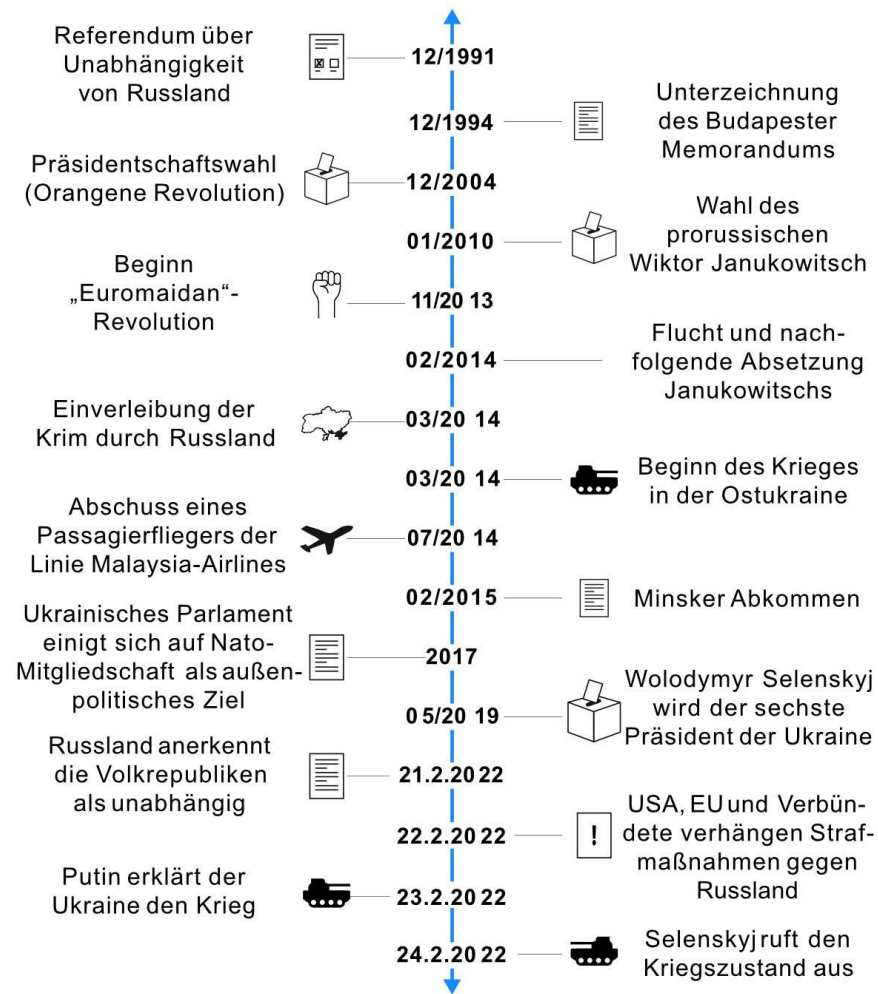 Referendum über
Unabhängigkeit
von Russland
12/1991
12/1994
Unterzeichnung
des Budapester
Memorandums
Präsidentschaftswahl
(Orangene Revolution)
12/2004
01/2010
Wahl des
prorussischen
Wiktor Janukowitsch
Beginn
„Euromaidan“-
Revolution
11/20 13
02/2014
Flucht und nach-
folgende Absetzung
Janukowitschs
Einverleibung der
Krim durch Russland
03/20 14
03/20 14
Beginn des Krieges
in der Ostukraine
Abschuss eines
Passagierfliegers der
Linie Malaysia-Airlines
07/20 14
02/2015
Minsker Abkommen
Ukrainisches Parlament
einigt sich auf Nato-
Mitgliedschaft als außen-
politisches Ziel
2017
05/20 19
Wolodymyr Selenskyj
wird der sechste
Präsident der Ukraine
Russland anerkennt
die Volkrepubliken
als unabhängig
21.2.20 22
22.2.20 22
!
USA, EU und Verbün-
dete verhängen Straf-
maßnahmen gegen
Russland
Putin erklärt der
Ukraine den Krieg
23.2.20 22
24.2.20 22
Selenskyj ruft den
Kriegszustand aus